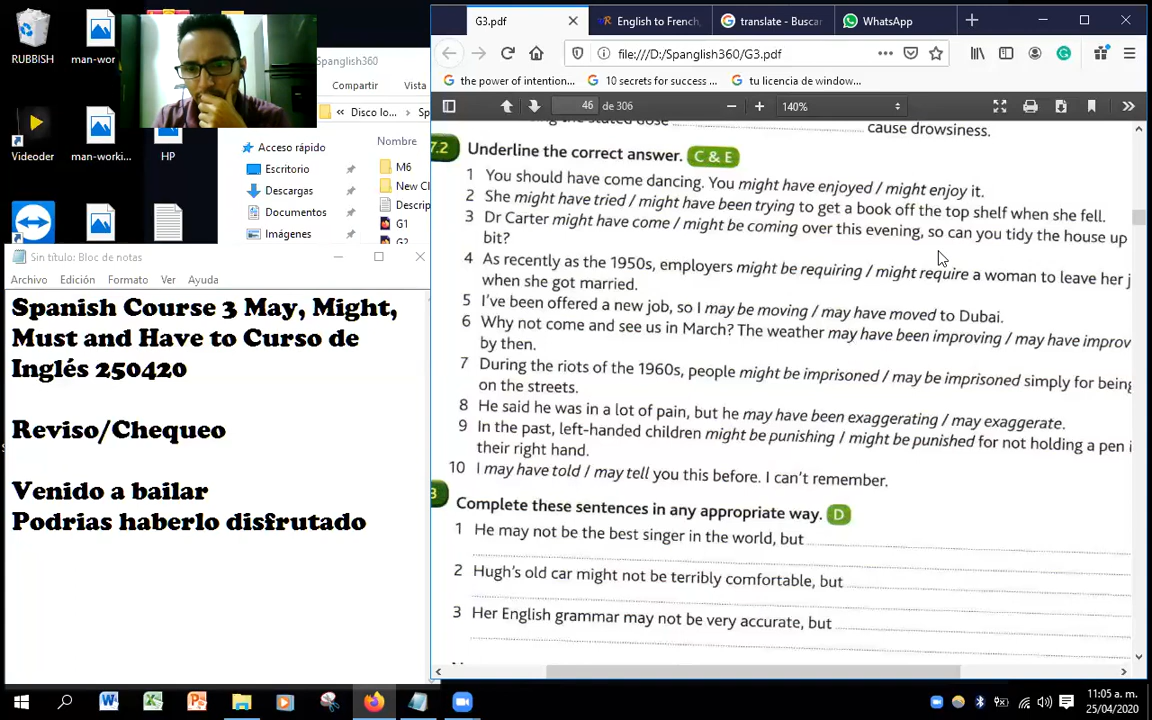 RUBBISH
man-wor
Videoder
man-worki...
HP
Spanglish360
Compartir
Vista
Disco lo...
Acceso rápido
Escritorio
Descargas
Documentos
Imágenes
Nombre
M6
New Cl
Descrip
G1
G2
Sin título: Bloc de notas
Archivo Edición Formato Ver Ayuda
Spanish Course 3 May, Might,
Must and Have to Curso de
Inglés 250420
Reviso/Chequeo
Venido a bailar
Podrias haberlo disfrutado
G3.pdf
English to French,
translate - Buscar
WhatsApp
file:///D:/Spanglish360/G3.pdf
the power of intention...
10 secrets for success ...
tu licencia de window...
46 de 306
140%
cause drowsiness.
7.2 Underline the correct answer. C & E
1 You should have come dancing. You might have enjoyed / might enjoy it.
2 She might have tried / might have been trying to get a book off the top shelf when she fell.
3 Dr Carter might have come / might be coming over this evening, so can you tidy the house up
bit?
4 As recently as the 1950s, employers might be requiring / might require a woman to leave her j
when she got married.
5 I've been offered a new job, so I may be moving / may have moved to Dubai.
6 Why not come and see us in March? The weather may have been improving / may have improv
by then.
7 During the riots of the 1960s, people might be imprisoned / may be imprisoned simply for being
on the streets.
8 He said he was in a lot of pain, but he may have been exaggerating / may exaggerate.
9 In the past, left-handed children might be punishing / might be punished for not holding a pen i
their right hand.
10 I may have told / may tell you this before. I can't remember.
3 Complete these sentences in any appropriate way. D
1 He may not be the best singer in the world, but
2 Hugh's old car might not be terribly comfortable, but
3 Her English grammar may not be very accurate, but
11:05 a. m.
25/04/2020